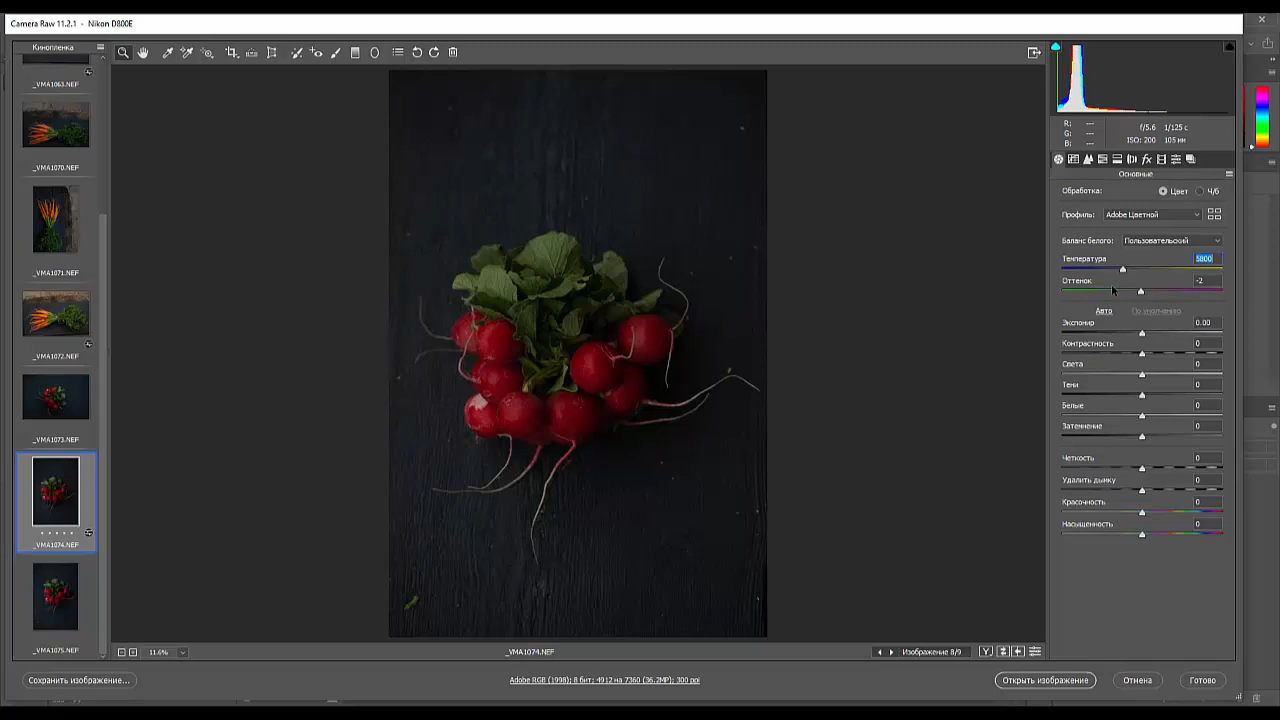 Camera Raw 11.2.1 - Nikon D800E
Кинопленка
_VMA1063.NEF
_VMA1070.NEF
_VMA1071.NEF
_VMA1072.NEF
_VMA1073.NEF
_VMA1074.NEF
_VMA1075.NEF
11.6%
_VMA1074.NEF
Изображение 8/9
Y
R: ---
G: ---
B: ---
f/5.6 1/125 с
ISO: 200 105 мм
fx
Основные
Обработка: Цвет Ч/б
Профиль: Adobe Цветной
Баланс белого: Пользовательский
Температура 5800
Оттенок -2
Авто По умолчанию
Экспонир 0.00
Контрастность 0
Света 0
Тени 0
Белые 0
Затемнение 0
Четкость 0
Удалить дымку 0
Красочность 0
Насыщенность 0
Сохранить изображение...
Adobe RGB (1998); 8 бит; 4912 на 7360 (36.2MP); 300 ppi
Открыть изображение
Отмена
Готово